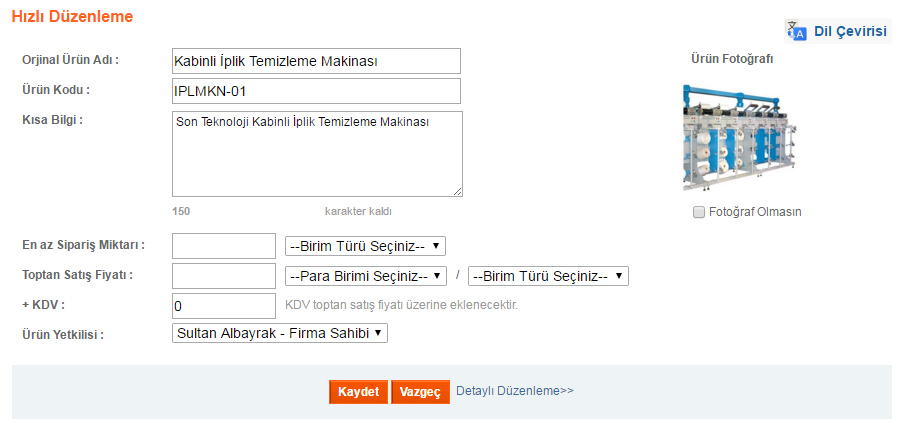 Hızlı Düzenleme
Dil Çevirisi
Orjinal Ürün Adı : Kabinli İplik Temizleme Makinası
Ürün Fotoğrafı
Ürün Kodu : IPLMKN-01
Kısa Bilgi : Son Teknoloji Kabinli İplik Temizleme Makinası
150 karakter kaldı
Fotoğraf Olmasın
En az Sipariş Miktarı : --Birim Türü Seçiniz--
Toptan Satış Fiyatı : --Para Birimi Seçiniz-- / --Birim Türü Seçiniz--
+ KDV : 0 KDV toptan satış fiyatı üzerine eklenecektir.
Ürün Yetkilisi : Sultan Albayrak - Firma Sahibi
Kaydet Vazgeç Detaylı Düzenleme>>